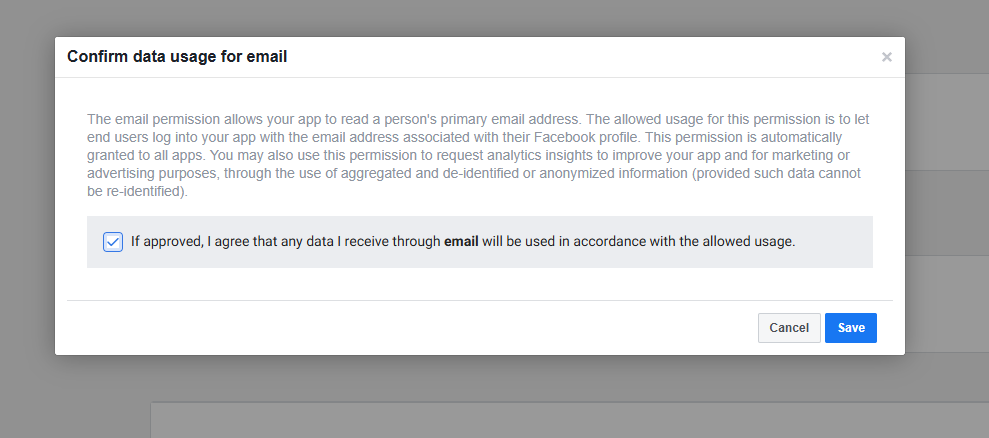 Confirm data usage for email
×
The email permission allows your app to read a person's primary email address. The allowed usage for this permission is to let
end users log into your app with the email address associated with their Facebook profile. This permission is automatically
granted to all apps. You may also use this permission to request analytics insights to improve your app and for marketing or
advertising purposes, through the use of aggregated and de-identified or anonymized information (provided such data cannot
be re-identified).
If approved, I agree that any data I receive through email will be used in accordance with the allowed usage.
Cancel Save